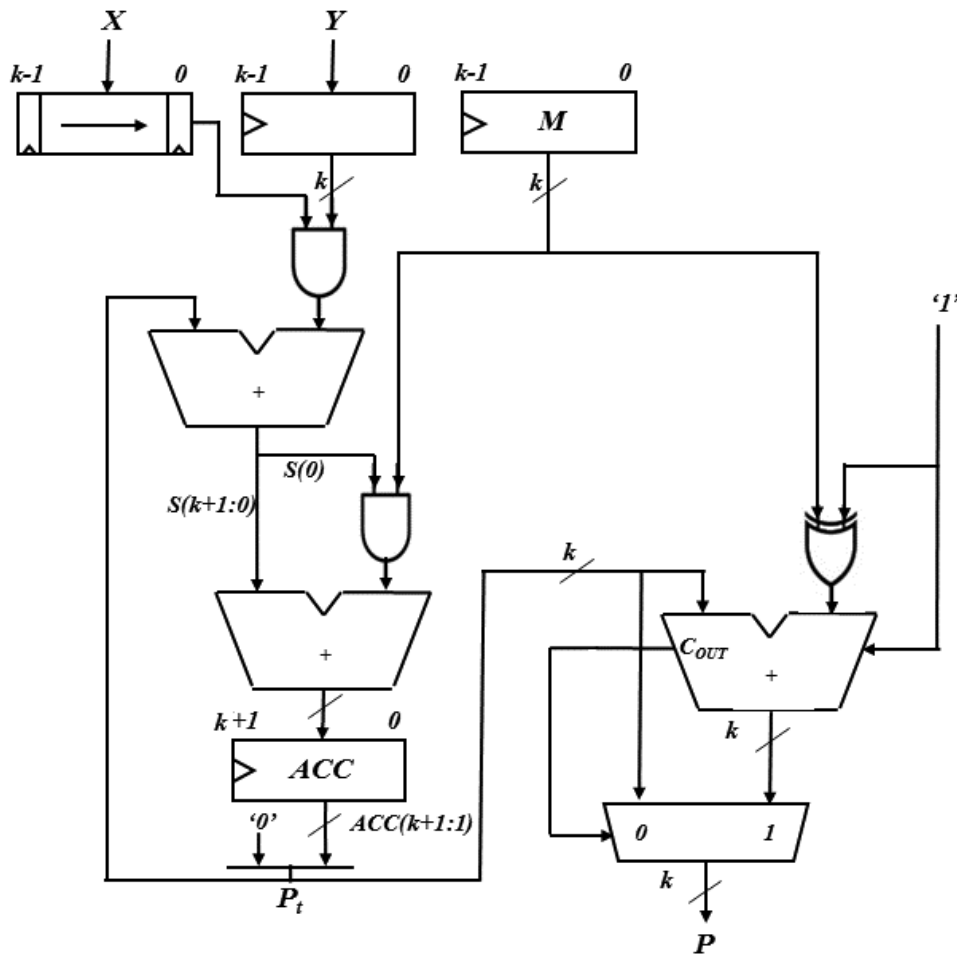 X
Y
k-1
0
k-1
0
k-1
0
M
k
k
'1'
+
S(0)
S(k+1:0)
k
+
C_OUT
+
k+1
0
k
ACC
'0'
ACC(k+1:1)
0
1
P_t
k
P